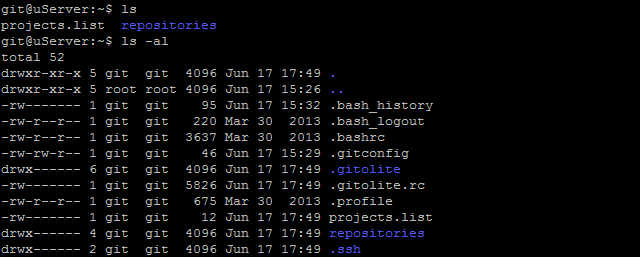 git@uServer:~$ ls
projects.list  repositories
git@uServer:~$ ls -al
total 52
drwxr-xr-x 5 git  git  4096 Jun 17 17:49 .
drwxr-xr-x 5 root root 4096 Jun 17 15:26 ..
-rw------- 1 git  git    95 Jun 17 15:32 .bash_history
-rw-r--r-- 1 git  git   220 Mar 30  2013 .bash_logout
-rw-r--r-- 1 git  git  3637 Mar 30  2013 .bashrc
-rw-rw-r-- 1 git  git    46 Jun 17 15:29 .gitconfig
drwx------ 6 git  git  4096 Jun 17 17:49 .gitolite
-rw------- 1 git  git  5826 Jun 17 17:49 .gitolite.rc
-rw-r--r-- 1 git  git   675 Mar 30  2013 .profile
-rw------- 1 git  git    12 Jun 17 17:49 projects.list
drwx------ 4 git  git  4096 Jun 17 17:49 repositories
drwx------ 2 git  git  4096 Jun 17 17:49 .ssh